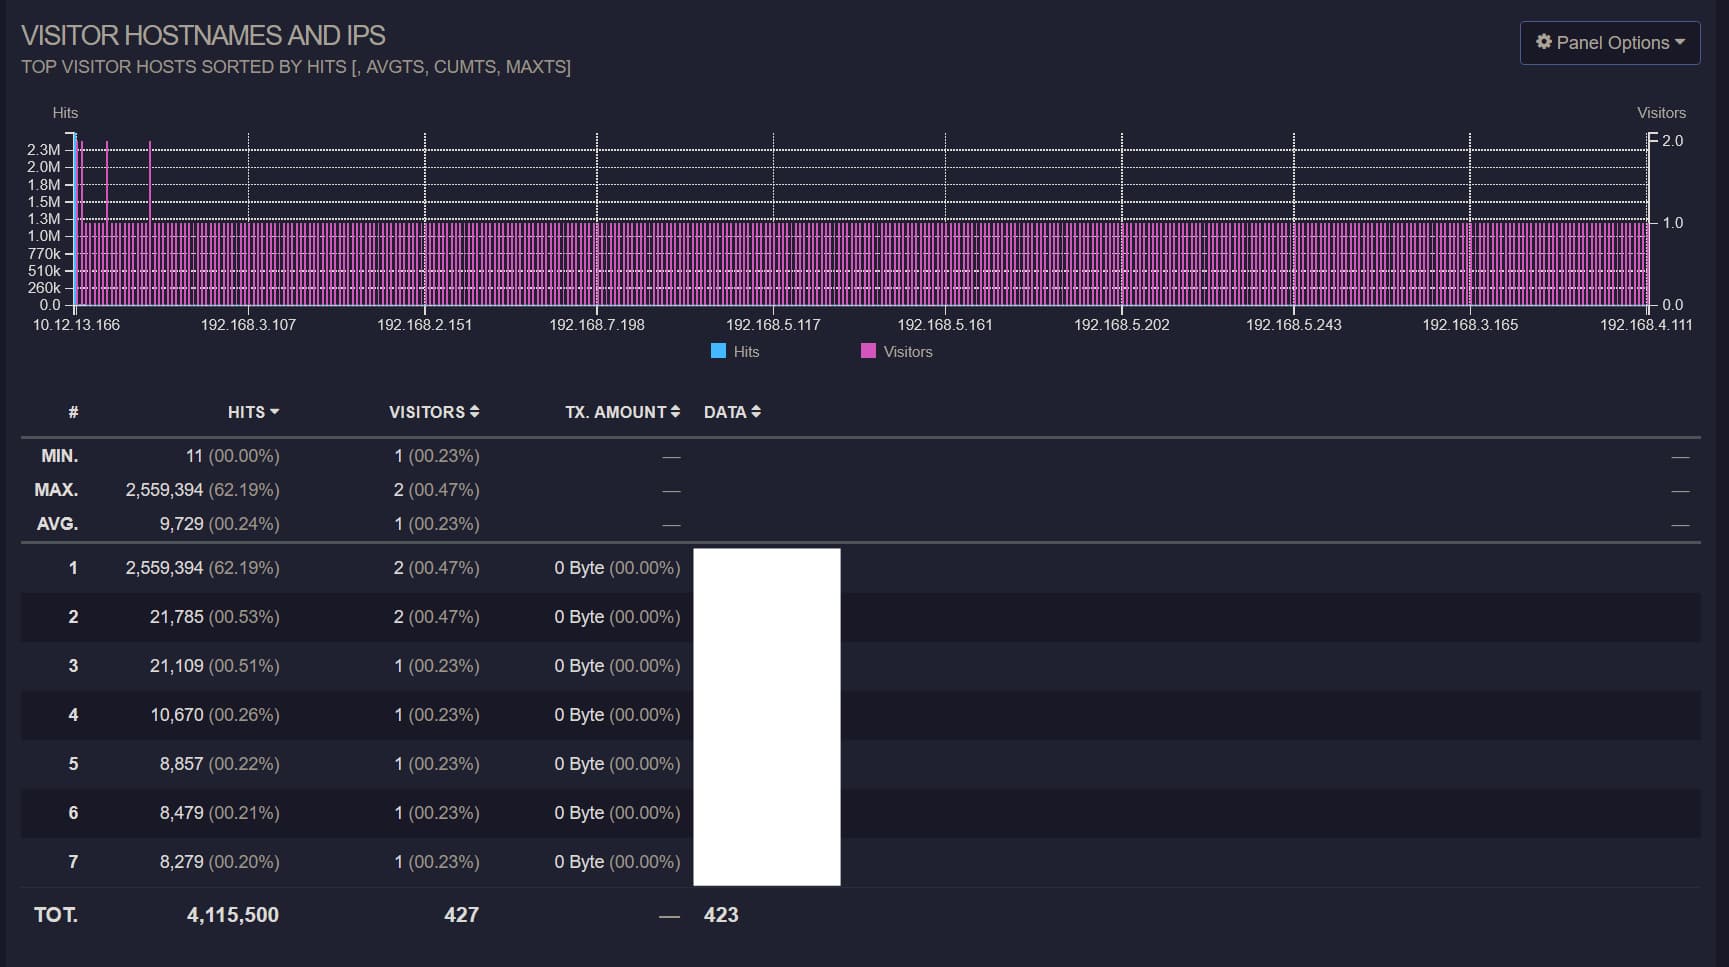 VISITOR HOSTNAMES AND IPS
Panel Options
TOP VISITOR HOSTS SORTED BY HITS [, AVGTS, CUMTS, MAXTS]
Hits
Visitors
2.3M
2.0M
1.8M
1.5M
1.3M
1.0M
770k
510k
260k
0.0
2.0
1.0
0.0
10.12.13.166 192.168.3.107 192.168.2.151 192.168.7.198 192.168.5.117 192.168.5.161 192.168.5.202 192.168.5.243 192.168.3.165 192.168.4.111
Hits Visitors
# HITS VISITORS TX. AMOUNT DATA
MIN. 11 (00.00%) 1 (00.23%) — —
MAX. 2,559,394 (62.19%) 2 (00.47%) — —
AVG. 9,729 (00.24%) 1 (00.23%) — —
1 2,559,394 (62.19%) 2 (00.47%) 0 Byte (00.00%)
2 21,785 (00.53%) 2 (00.47%) 0 Byte (00.00%)
3 21,109 (00.51%) 1 (00.23%) 0 Byte (00.00%)
4 10,670 (00.26%) 1 (00.23%) 0 Byte (00.00%)
5 8,857 (00.22%) 1 (00.23%) 0 Byte (00.00%)
6 8,479 (00.21%) 1 (00.23%) 0 Byte (00.00%)
7 8,279 (00.20%) 1 (00.23%) 0 Byte (00.00%)
TOT. 4,115,500 427 — 423